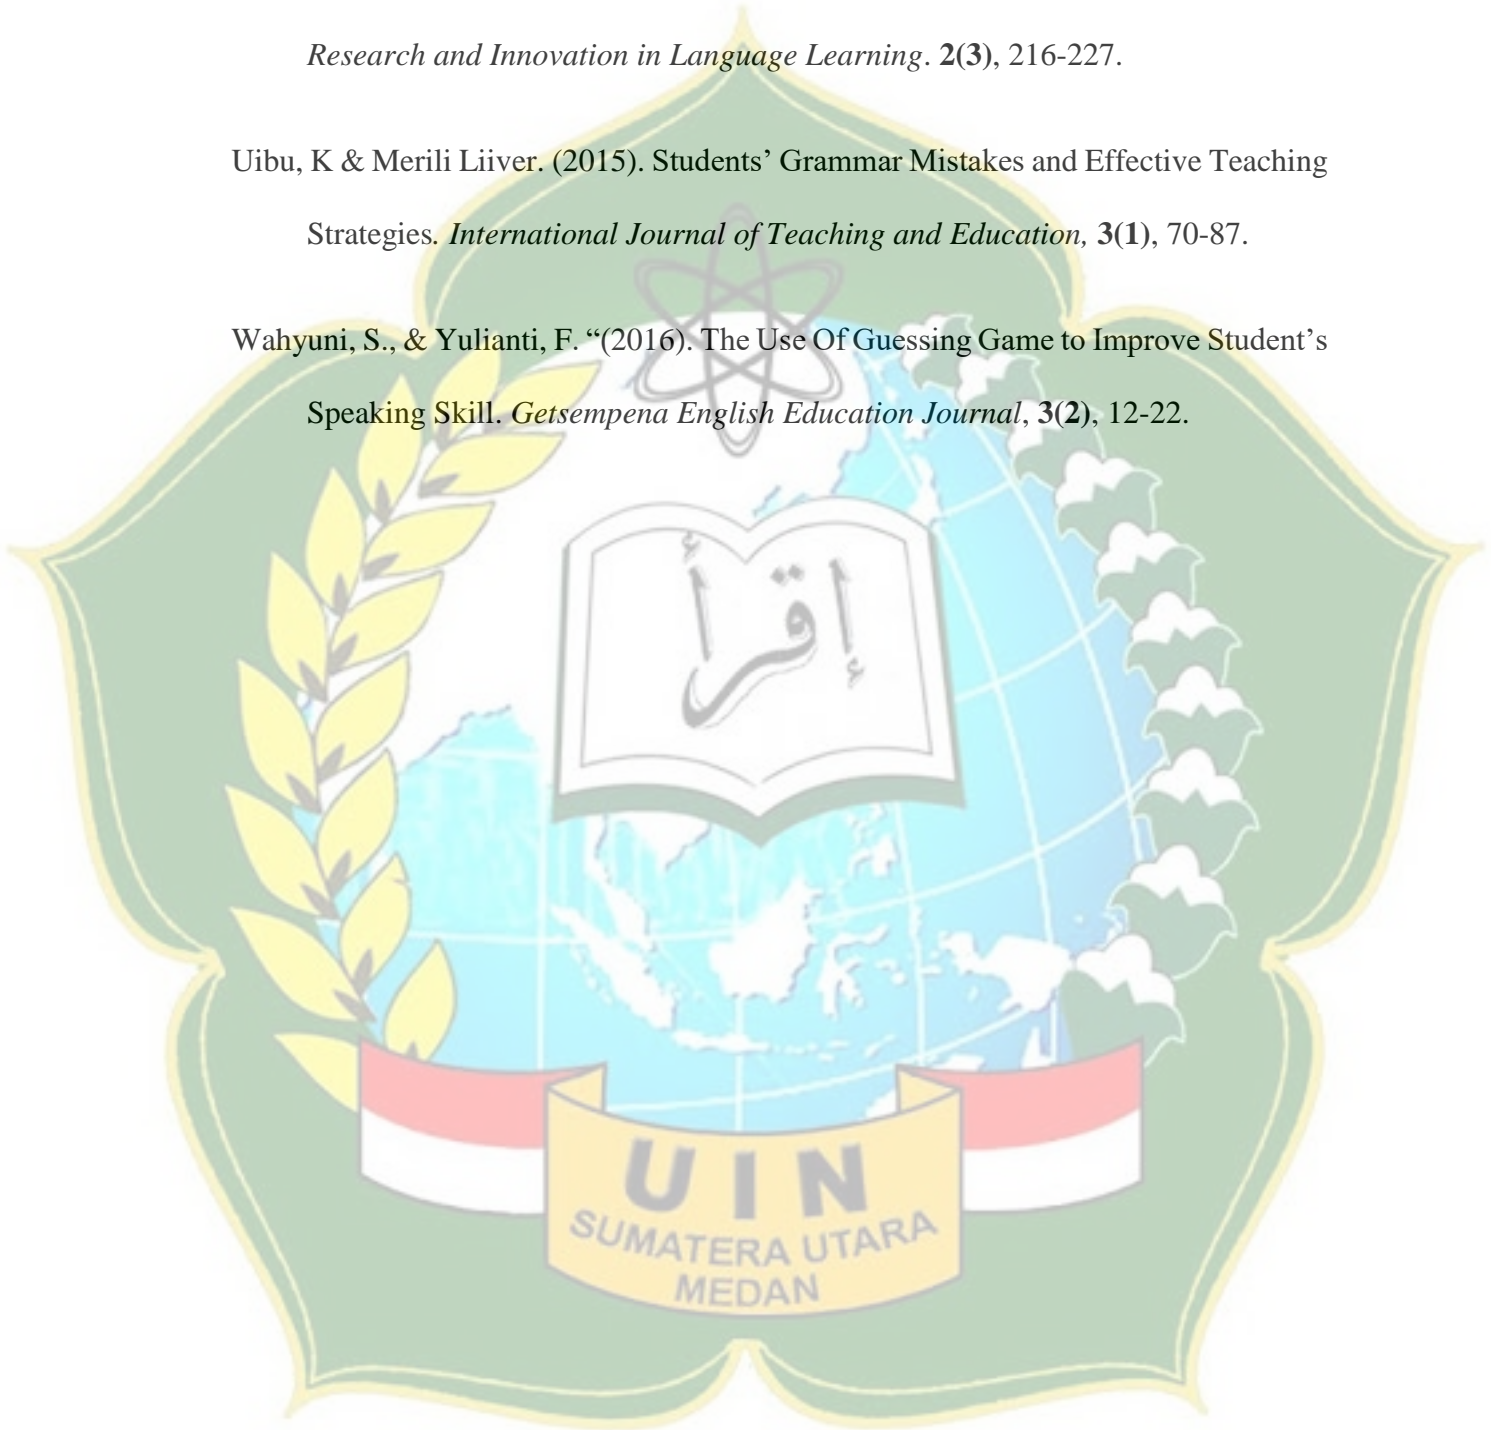 Research and Innovation in Language Learning. 2(3), 216-227.
Uibu, K & Merili Liiver. (2015). Students’ Grammar Mistakes and Effective Teaching
Strategies. International Journal of Teaching and Education, 3(1), 70-87.
Wahyuni, S., & Yulianti, F. “(2016). The Use Of Guessing Game to Improve Student’s
Speaking Skill. Getsempena English Education Journal, 3(2), 12-22.
إقرأ
UIN
SUMATERA UTARA
MEDAN